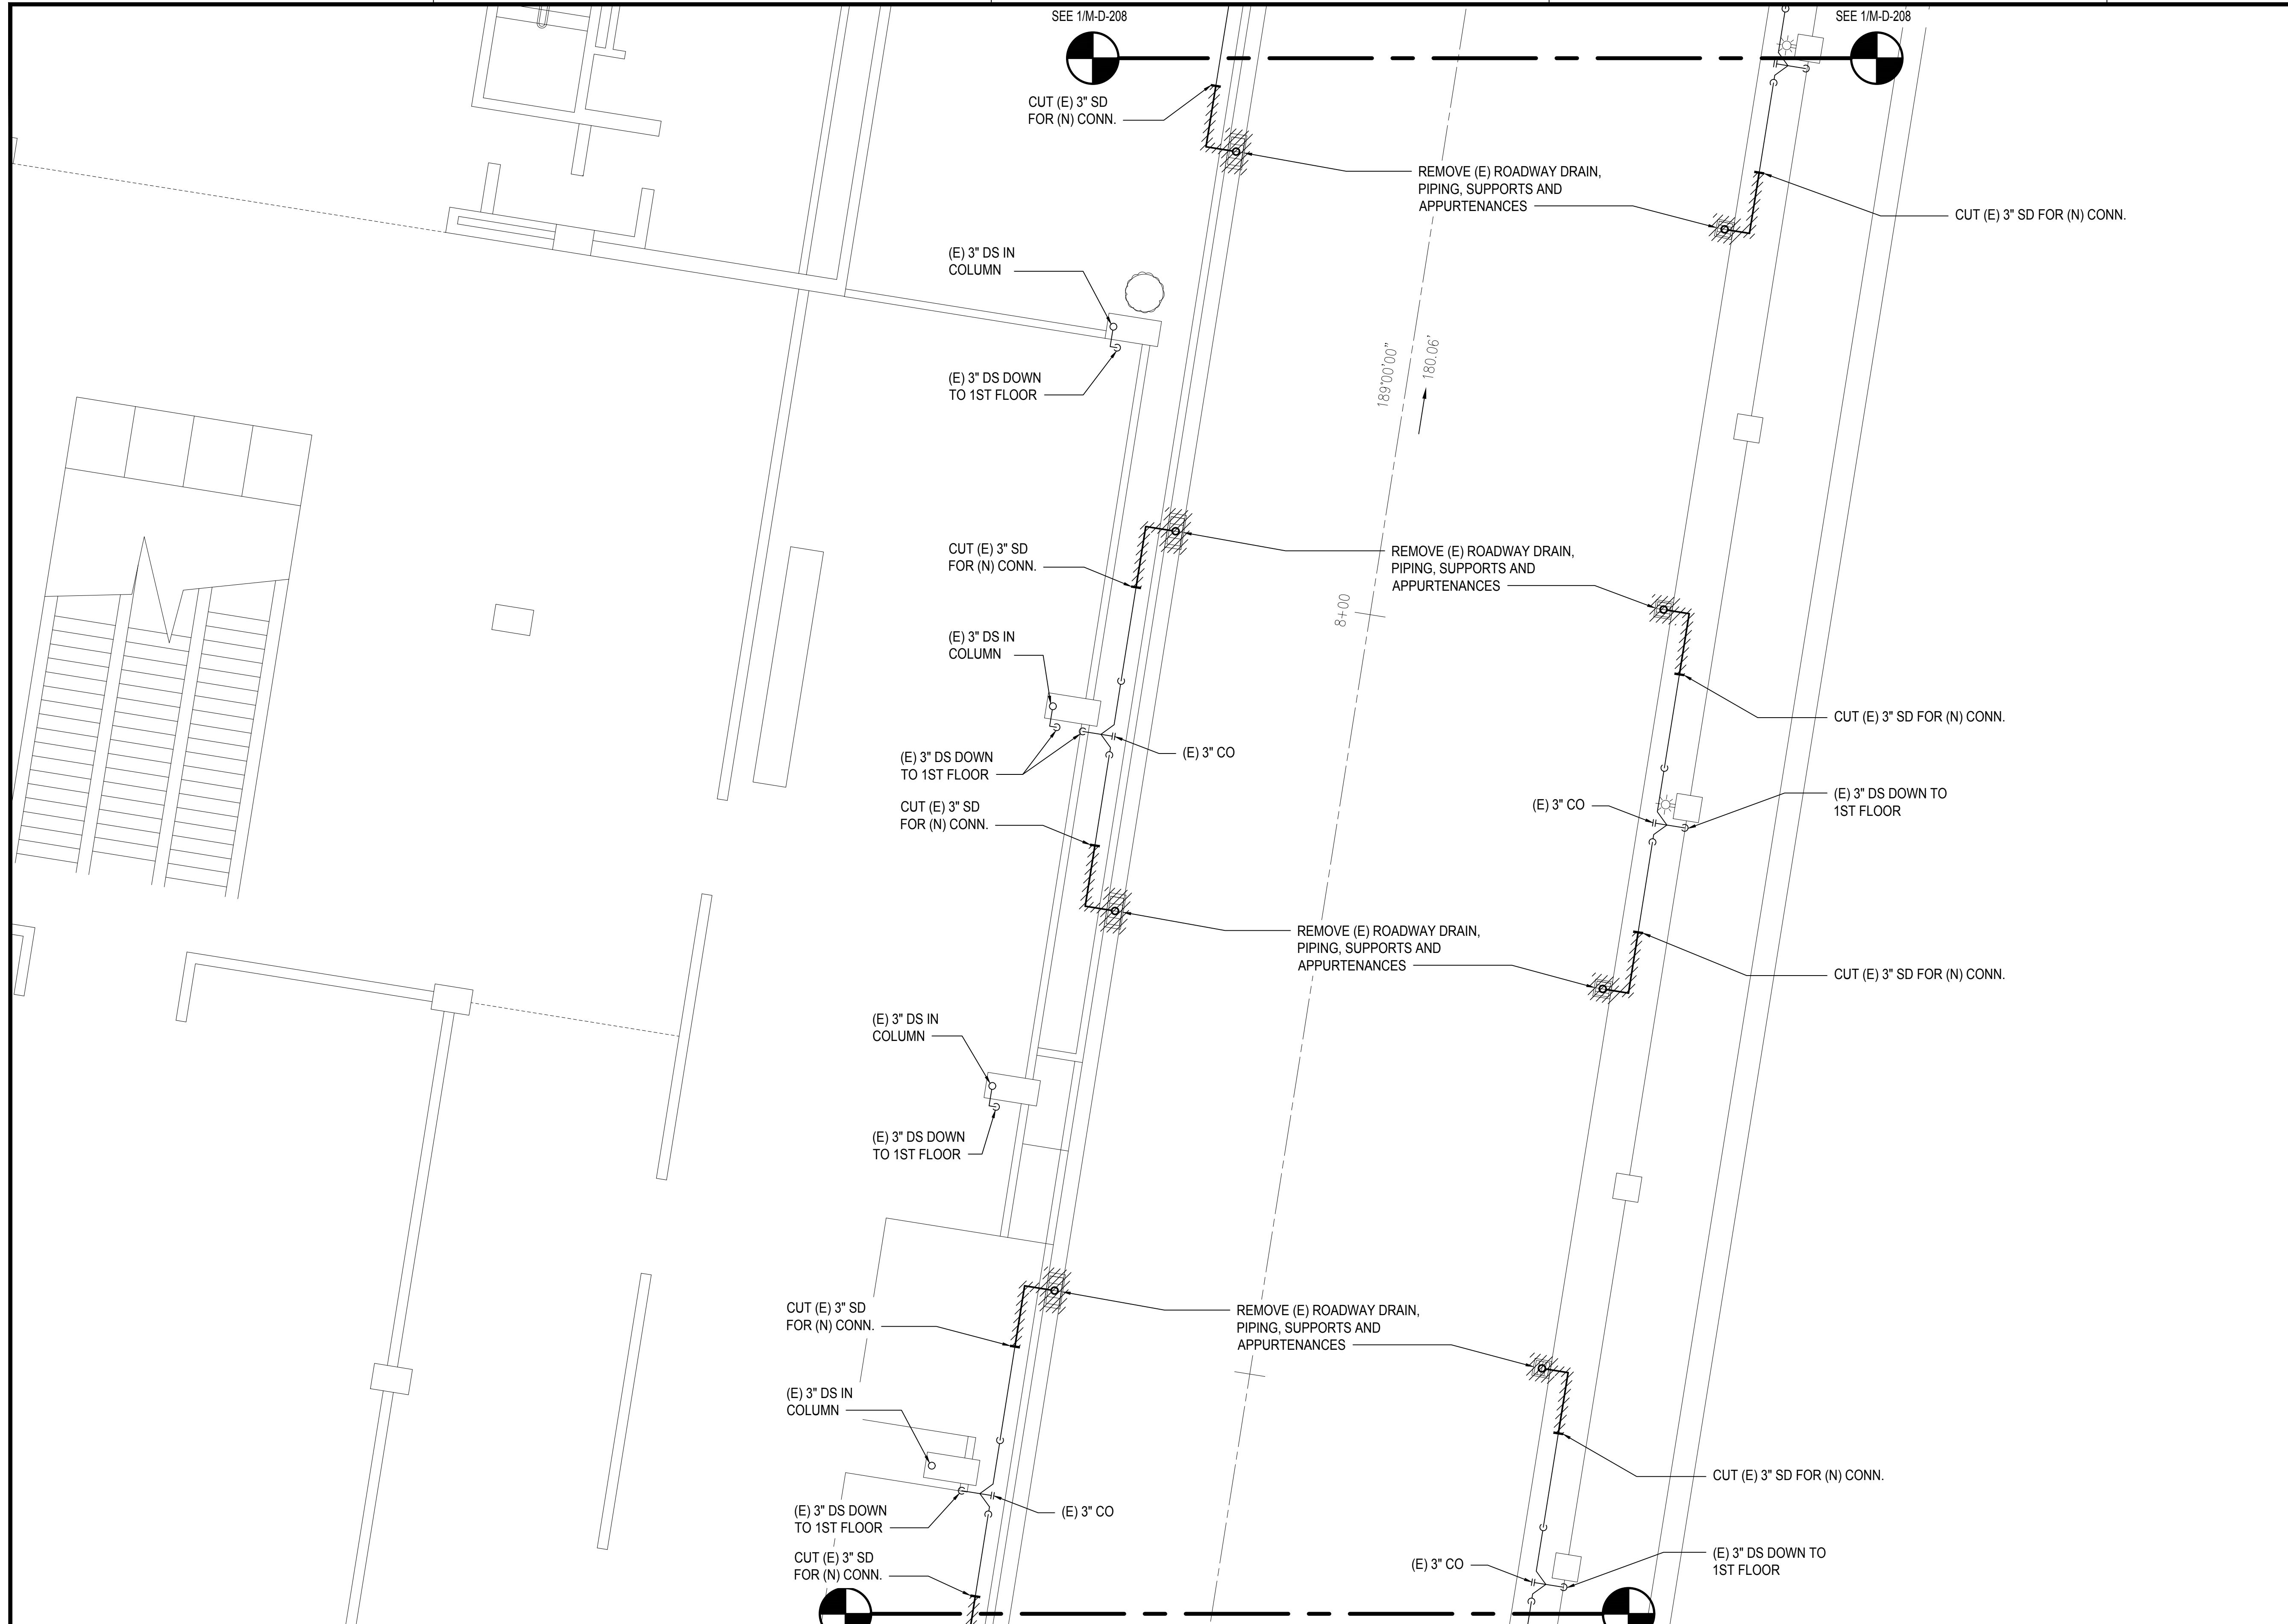 SEE 1/M-D-208
SEE 1/M-D-208
CUT (E) 3" SD
FOR (N) CONN.
REMOVE (E) ROADWAY DRAIN,
PIPING, SUPPORTS AND
APPURTENANCES
CUT (E) 3" SD FOR (N) CONN.
(E) 3" DS IN
COLUMN
(E) 3" DS DOWN
TO 1ST FLOOR
189°00'00"
180.06'
CUT (E) 3" SD
FOR (N) CONN.
REMOVE (E) ROADWAY DRAIN,
PIPING, SUPPORTS AND
APPURTENANCES
8+00
(E) 3" DS IN
COLUMN
CUT (E) 3" SD FOR (N) CONN.
(E) 3" DS DOWN
TO 1ST FLOOR
(E) 3" CO
(E) 3" CO
(E) 3" DS DOWN TO
1ST FLOOR
CUT (E) 3" SD
FOR (N) CONN.
REMOVE (E) ROADWAY DRAIN,
PIPING, SUPPORTS AND
APPURTENANCES
CUT (E) 3" SD FOR (N) CONN.
(E) 3" DS IN
COLUMN
(E) 3" DS DOWN
TO 1ST FLOOR
CUT (E) 3" SD
FOR (N) CONN.
REMOVE (E) ROADWAY DRAIN,
PIPING, SUPPORTS AND
APPURTENANCES
(E) 3" DS IN
COLUMN
CUT (E) 3" SD FOR (N) CONN.
(E) 3" DS DOWN
TO 1ST FLOOR
(E) 3" CO
(E) 3" CO
(E) 3" DS DOWN TO
1ST FLOOR
CUT (E) 3" SD
FOR (N) CONN.